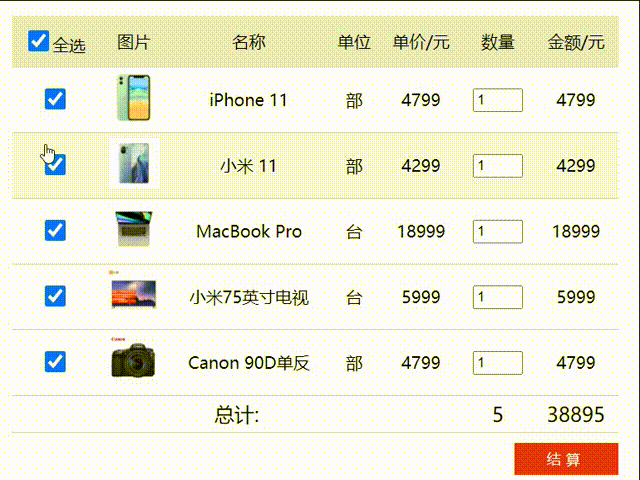 全选 图片 名称 单位 单价/元 数量 金额/元
iPhone 11 部 4799 1 4799
小米 11 部 4299 1 4299
MacBook Pro 台 18999 1 18999
小米75英寸电视 台 5999 1 5999
Canon 90D单反 部 4799 1 4799
总计: 5 38895
结 算